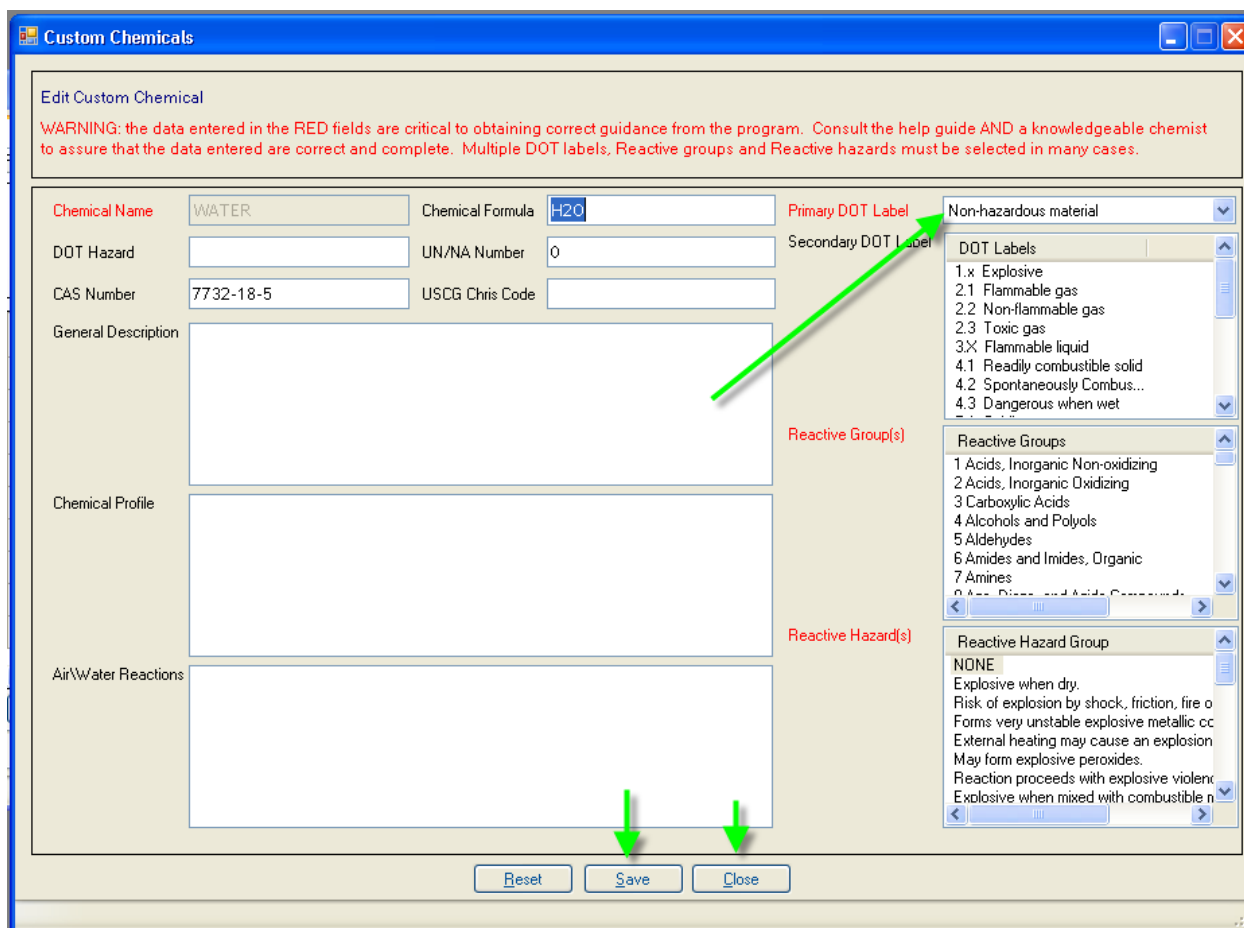 Custom Chemicals
Edit Custom Chemical
WARNING: the data entered in the RED fields are critical to obtaining correct guidance from the program. Consult the help guide AND a knowledgeable chemist
to assure that the data entered are correct and complete. Multiple DOT labels, Reactive groups and Reactive hazards must be selected in many cases.
Chemical Name WATER Chemical Formula H2O Primary DOT Label Non-hazardous material
DOT Hazard UN/NA Number 0 Secondary DOT Label
CAS Number 7732-18-5 USCG Chris Code
DOT Labels
1.x Explosive
2.1 Flammable gas
2.2 Non-flammable gas
2.3 Toxic gas
3.X Flammable liquid
4.1 Readily combustible solid
4.2 Spontaneously Combus...
4.3 Dangerous when wet
General Description
Reactive Group(s)
Reactive Groups
1 Acids, Inorganic Non-oxidizing
2 Acids, Inorganic Oxidizing
3 Carboxylic Acids
4 Alcohols and Polyols
5 Aldehydes
6 Amides and Imides, Organic
7 Amines
Chemical Profile
Reactive Hazard(s)
Reactive Hazard Group
NONE
Explosive when dry.
Risk of explosion by shock, friction, fire o
Forms very unstable explosive metallic co
External heating may cause an explosion
May form explosive peroxides.
Reaction proceeds with explosive violenc
Explosive when mixed with combustible m
Air\Water Reactions
Reset Save Close